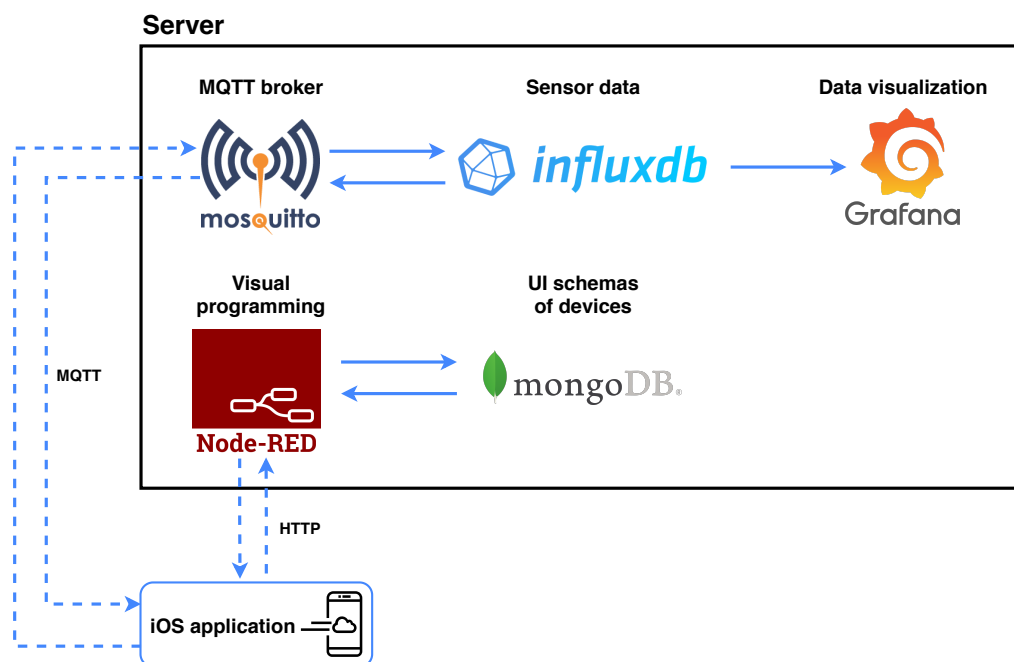 Server
MQTT broker
Sensor data
Data visualization
mosquitto
influxdb
Grafana
Visual
programming
UI schemas
of devices
mongoDB.
Node-RED
MQTT
HTTP
iOS application